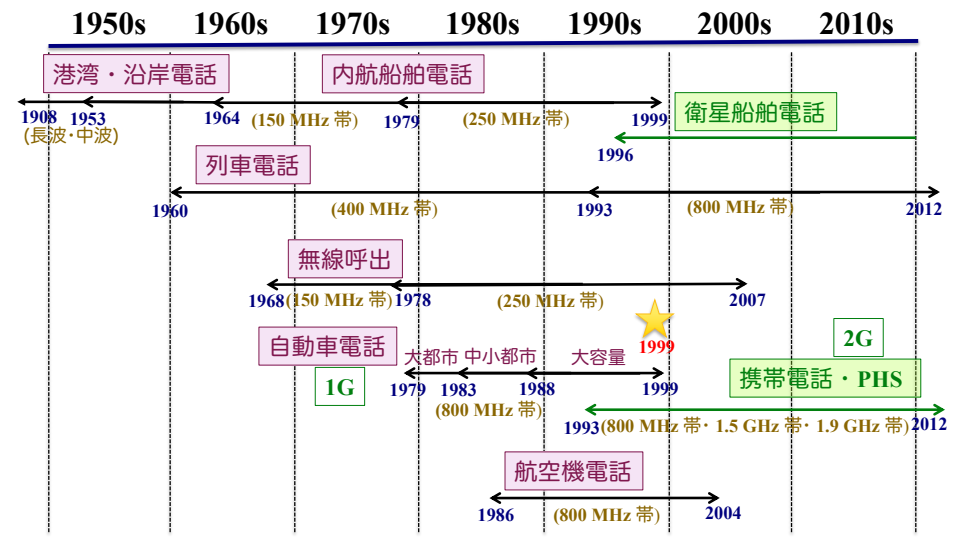 1950s 1960s 1970s 1980s 1990s 2000s 2010s
港湾・沿岸電話
内航船舶電話
1908 1953 1964 (150 MHz 帯) 1979 (250 MHz 帯) 1999
(長波・中波)
衛星船舶電話
1996
列車電話
1960 (400 MHz 帯) 1993 (800 MHz 帯) 2012
無線呼出
1968 (150 MHz 帯) 1978 (250 MHz 帯) 2007
1999
自動車電話
1G
大都市 中小都市 大容量
1979 1983 1988 1999
(800 MHz 帯)
2G
携帯電話・PHS
1993 (800 MHz 帯・ 1.5 GHz 帯・ 1.9 GHz 帯) 2012
航空機電話
1986 (800 MHz 帯) 2004